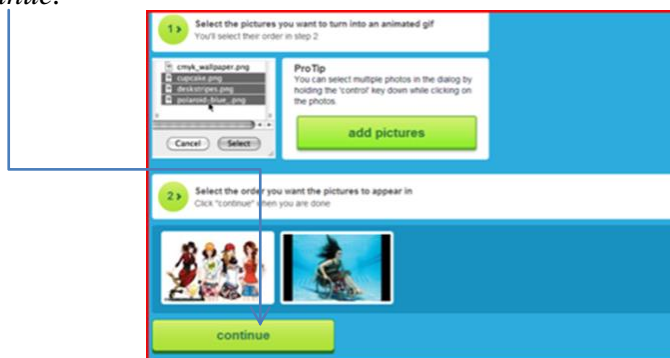 nue.
1> Select the pictures you want to turn into an animated gif
You'll select their order in step 2
cmyk_wallpaper.png
cupcake.png
deskstripes.png
polaroid-blue_.png
Cancel Select
ProTip
You can select multiple photos in the dialog by
holding the 'control' key down while clicking on
the photos.
add pictures
2> Select the order you want the pictures to appear in
Click "continue" when you are done
continue